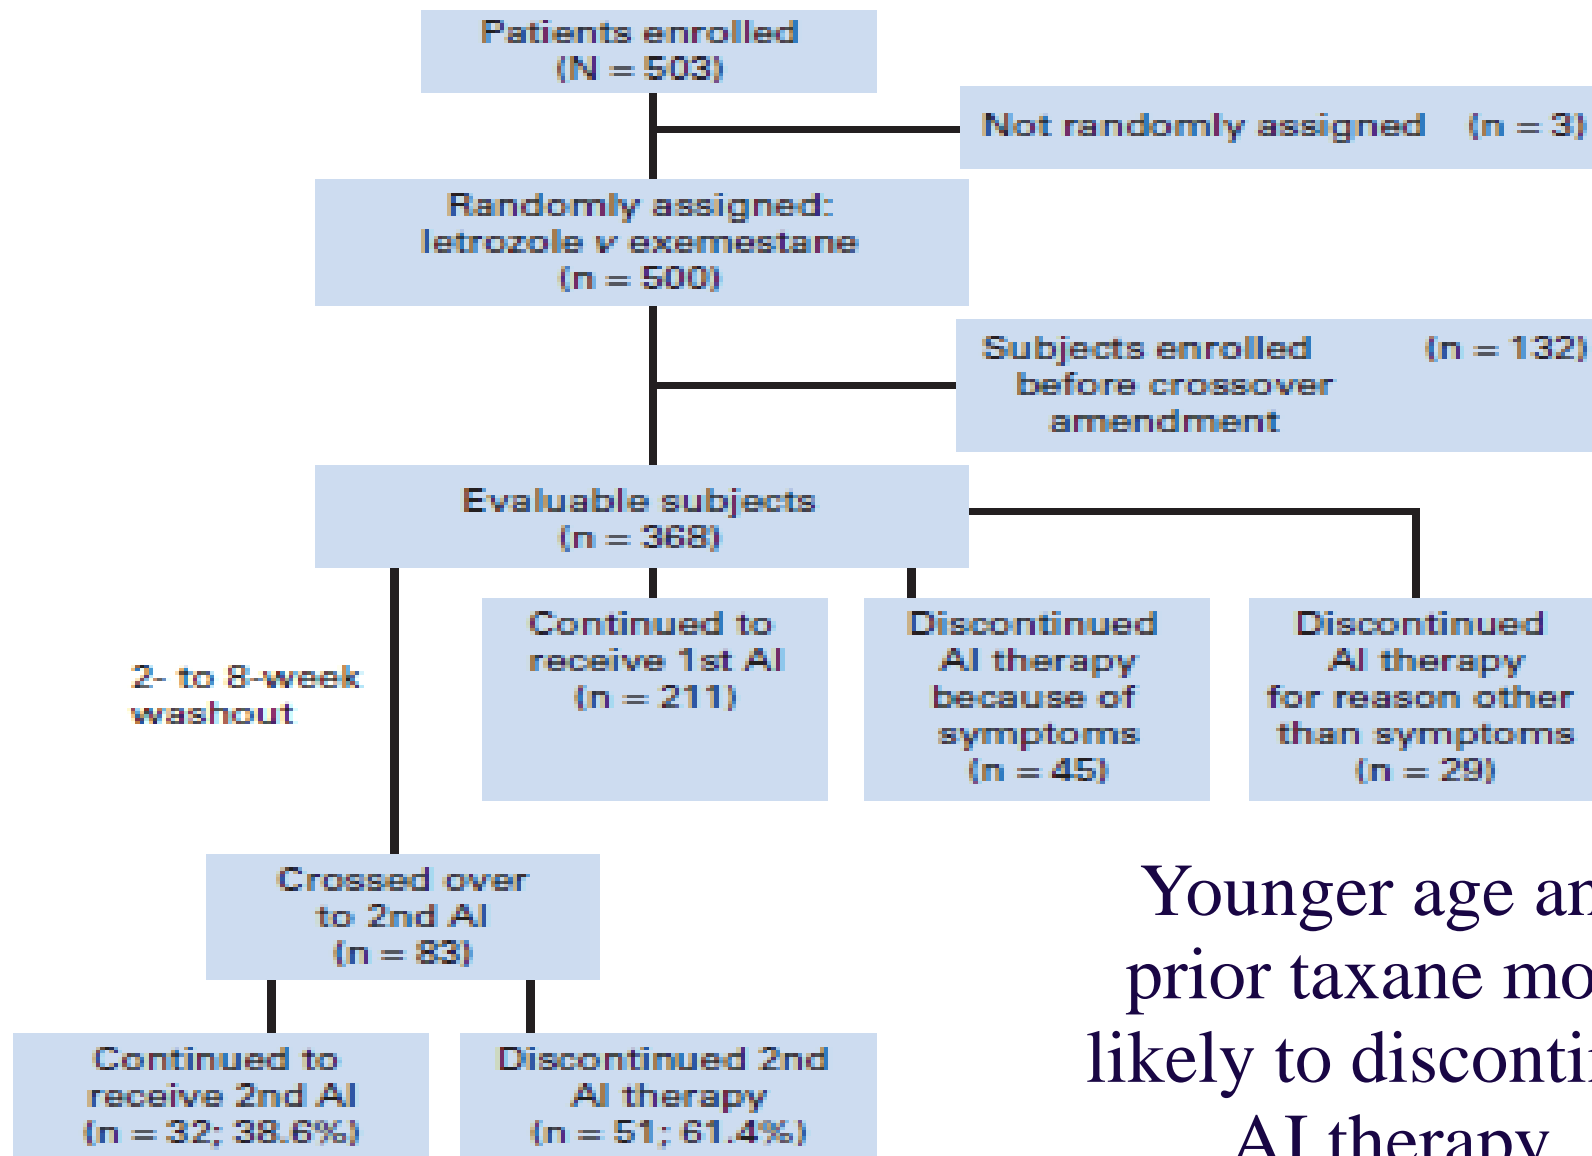 Patients enrolled
(N = 503)
Not randomly assigned (n = 3)
Randomly assigned:
letrozole v exemestane
(n = 500)
Subjects enrolled (n = 132)
before crossover
amendment
Evaluable subjects
(n = 368)
2- to 8-week
washout
Continued to
receive 1st AI
(n = 211)
Discontinued
AI therapy
because of
symptoms
(n = 45)
Discontinued
AI therapy
for reason other
than symptoms
(n = 29)
Crossed over
to 2nd AI
(n = 83)
Continued to
receive 2nd AI
(n = 32; 38.6%)
Discontinued 2nd
AI therapy
(n = 51; 61.4%)
Younger age
prior taxane
likely to
AI therapy